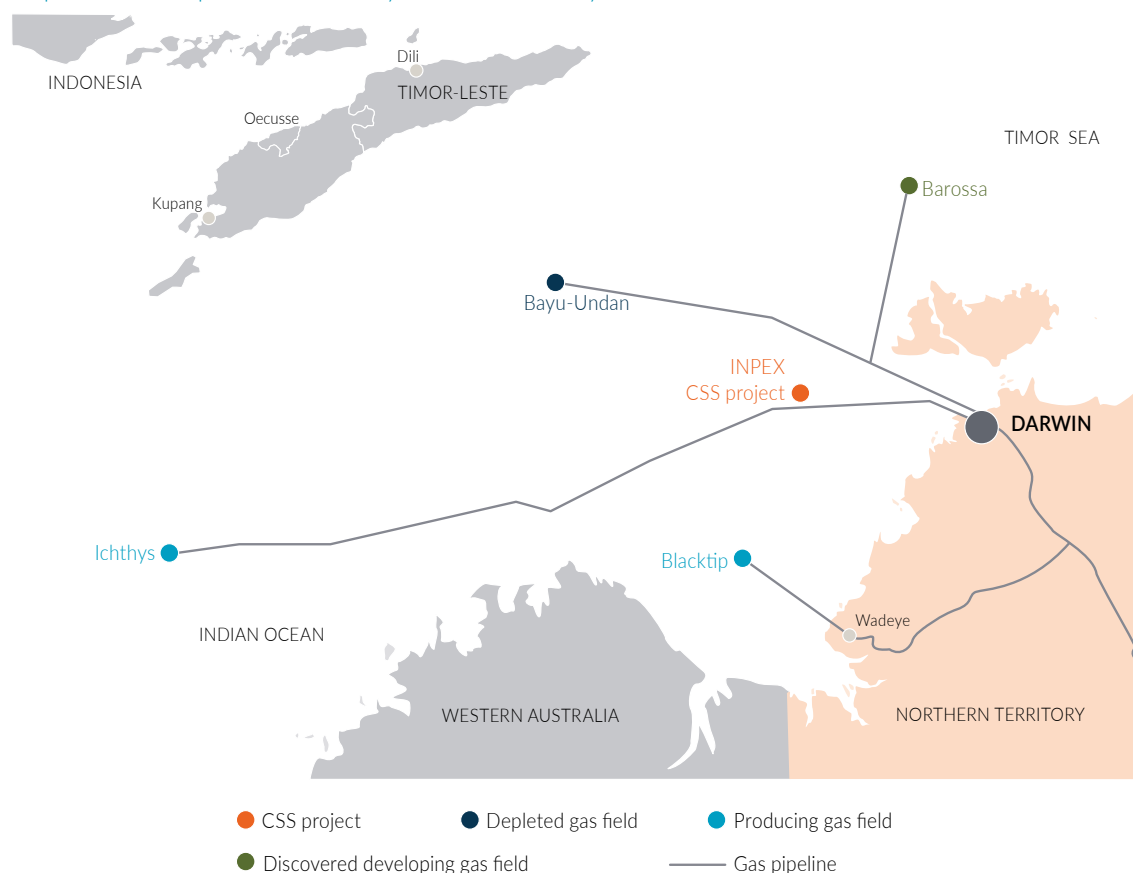 Dili
INDONESIA
TIMOR-LESTE
Oecusse
TIMOR SEA
Barossa
Kupang
Bayu-Undan
INPEX
CSS project
DARWIN
Ichthys
Blacktip
Wadeye
INDIAN OCEAN
WESTERN AUSTRALIA
NORTHERN TERRITORY
CSS project
Depleted gas field
Producing gas field
Discovered developing gas field
Gas pipeline